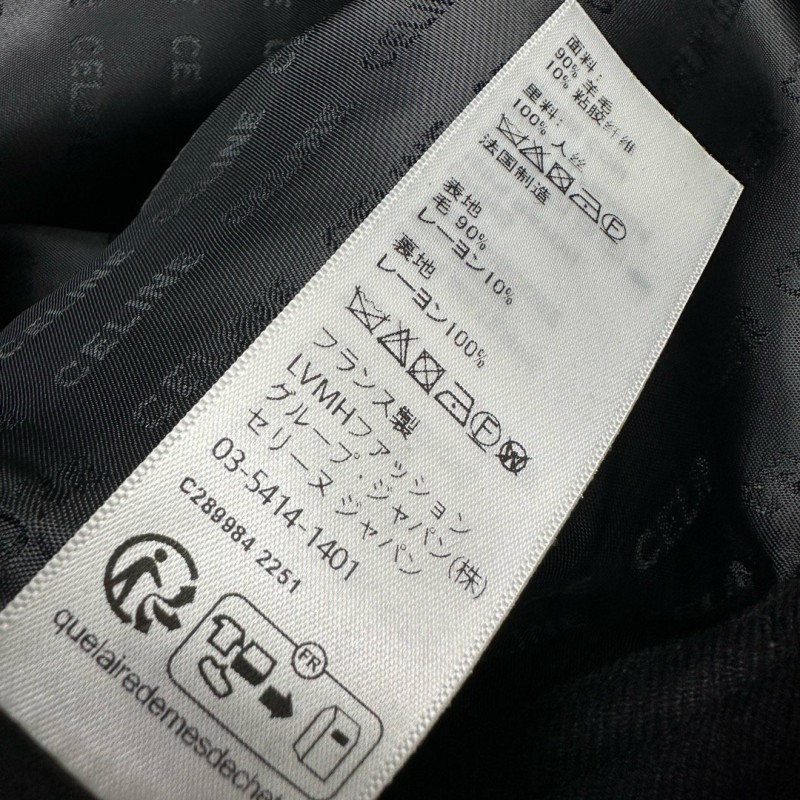 面料:
90% 羊毛
10% 粘胶纤维
里料:
100% 人丝
F
法国制造
表地
毛 90%
レーヨン10%
裏地
レーヨン100%
F W
フランス製
LVMHファッション
グループ・ジャパン(株)
セリーヌ ジャパン
03-5414-1401
C289984 2251
FR
quelairedemesdechet
CELINE
CELINE